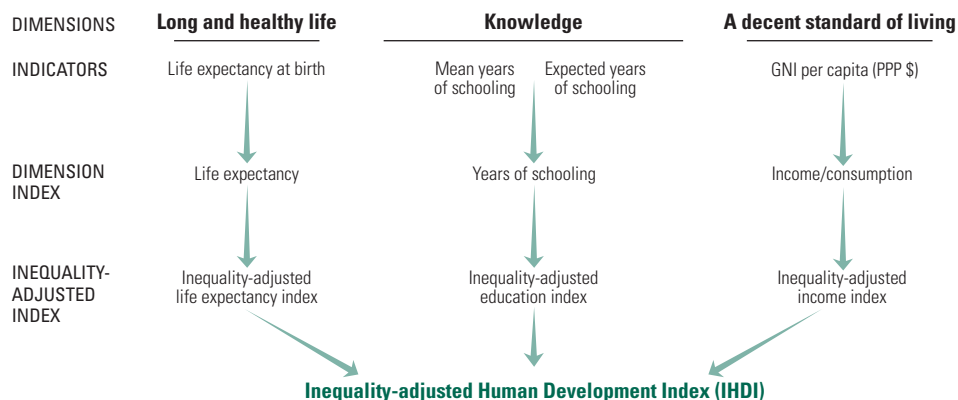 DIMENSIONS Long and healthy life Knowledge A decent standard of living
INDICATORS Life expectancy at birth Mean years Expected years GNI per capita (PPP $)
of schooling of schooling
DIMENSION Life expectancy Years of schooling Income/consumption
INDEX
INEQUALITY- Inequality-adjusted Inequality-adjusted Inequality-adjusted
ADJUSTED life expectancy index education index income index
INDEX
Inequality-adjusted Human Development Index (IHDI)